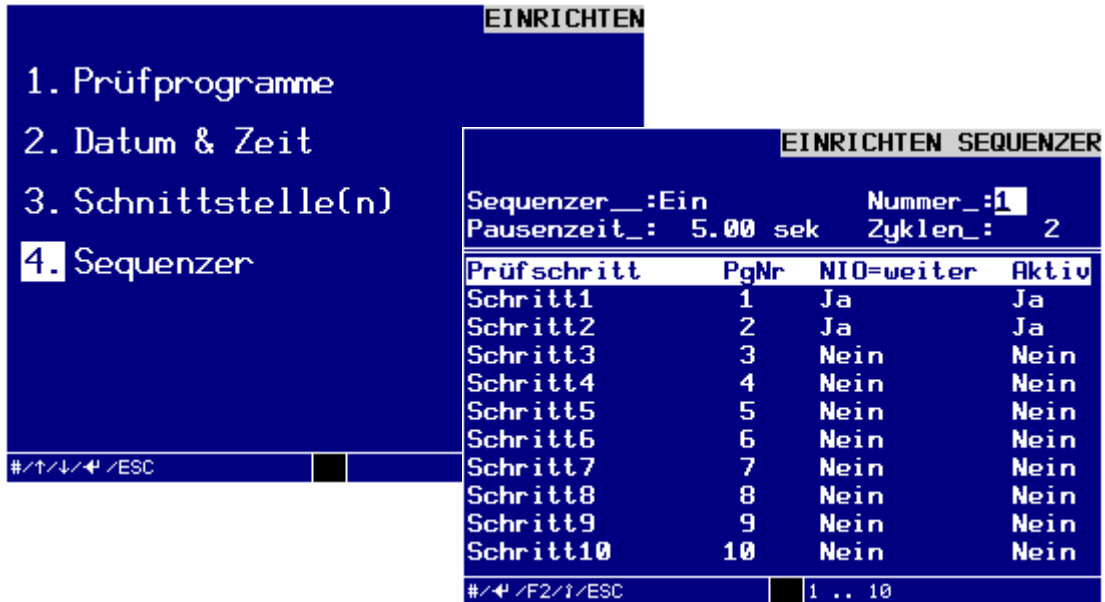 EINRICHTEN
1. Prüfprogramme
2. Datum & Zeit
3. Schnittstelle(n)
4. Sequenzer
#/↑/↓/↵ /ESC
EINRICHTEN SEQUENZER
Sequenzer__:Ein Nummer_:1
Pausenzeit_: 5.00 sek Zyklen_: 2
Prüfschritt PgNr NIO=weiter Aktiv
Schritt1 1 Ja Ja
Schritt2 2 Ja Ja
Schritt3 3 Nein Nein
Schritt4 4 Nein Nein
Schritt5 5 Nein Nein
Schritt6 6 Nein Nein
Schritt7 7 Nein Nein
Schritt8 8 Nein Nein
Schritt9 9 Nein Nein
Schritt10 10 Nein Nein
#/↵ /F2/↕/ESC 1 .. 10